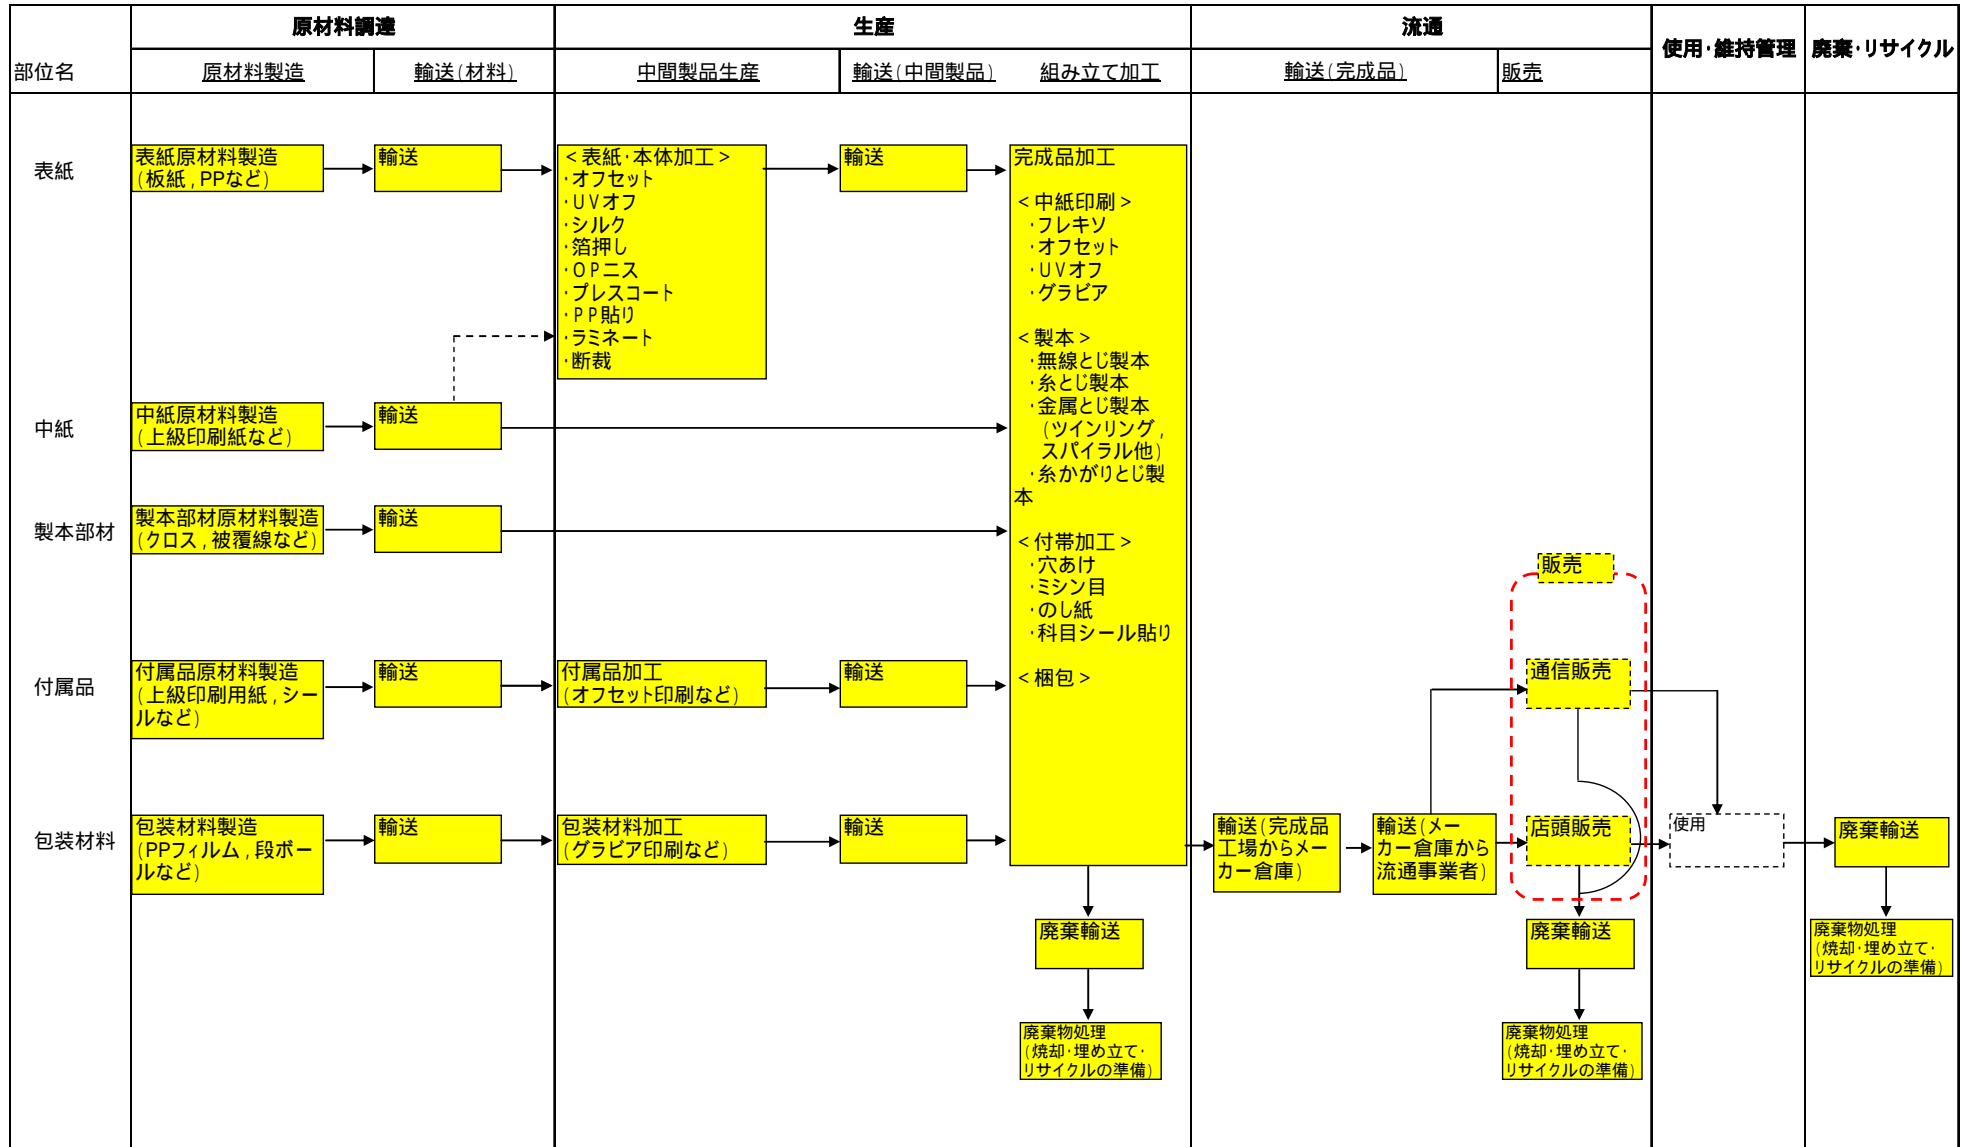 原材料調達
生産
流通
使用・維持管理
廃棄・リサイクル
部位名
原材料製造
輸送(材料)
中間製品生産
輸送(中間製品)
組み立て加工
輸送(完成品)
販売
表紙
表紙原材料製造
(板紙,PPなど)
輸送
<表紙・本体加工>
・オフセット
・UVオフ
・シルク
・箔押し
・OPニス
・プレスコート
・PP貼り
・ラミネート
・断裁
輸送
完成品加工
<中紙印刷>
・フレキソ
・オフセット
・UVオフ
・グラビア
<製本>
・無線とじ製本
・糸とじ製本
・金属とじ製本
(ツインリング,
スパイラル他)
・糸かがりとじ製
本
<付帯加工>
・穴あけ
・ミシン目
・のし紙
・科目シール貼り
<梱包>
中紙
中紙原材料製造
(上級印刷紙など)
輸送
製本部材
製本部材原材料製造
(クロス,被覆線など)
輸送
付属品
付属品原材料製造
(上級印刷用紙,シー
ルなど)
輸送
付属品加工
(オフセット印刷など)
輸送
包装材料
包装材料製造
(PPフィルム,段ボー
ルなど)
輸送
包装材料加工
(グラビア印刷など)
輸送
輸送(完成品
工場からメー
カー倉庫)
輸送(メー
カー倉庫から
流通事業者)
販売
通信販売
店頭販売
使用
廃棄輸送
廃棄物処理
(焼却・埋め立て・
リサイクルの準備)
廃棄輸送
廃棄物処理
(焼却・埋め立て・
リサイクルの準備)
廃棄輸送
廃棄物処理
(焼却・埋め立て・
リサイクルの準備)